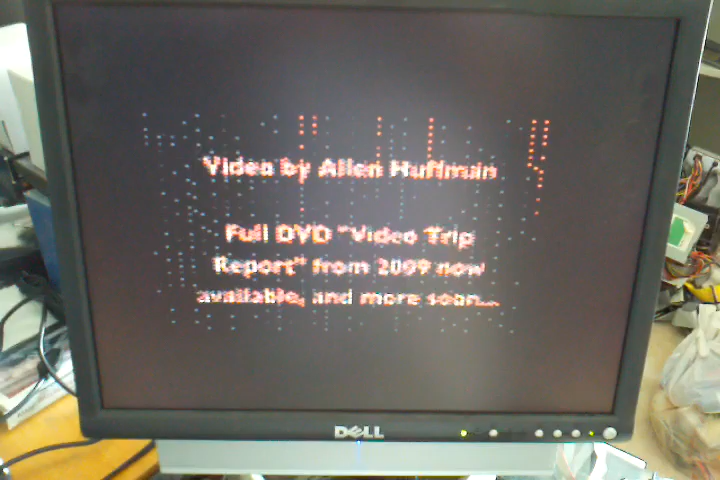 Video by Allen Huffman
Full DVD "Video Trip
Report" from 2009 now
available, and more soon...
DELL